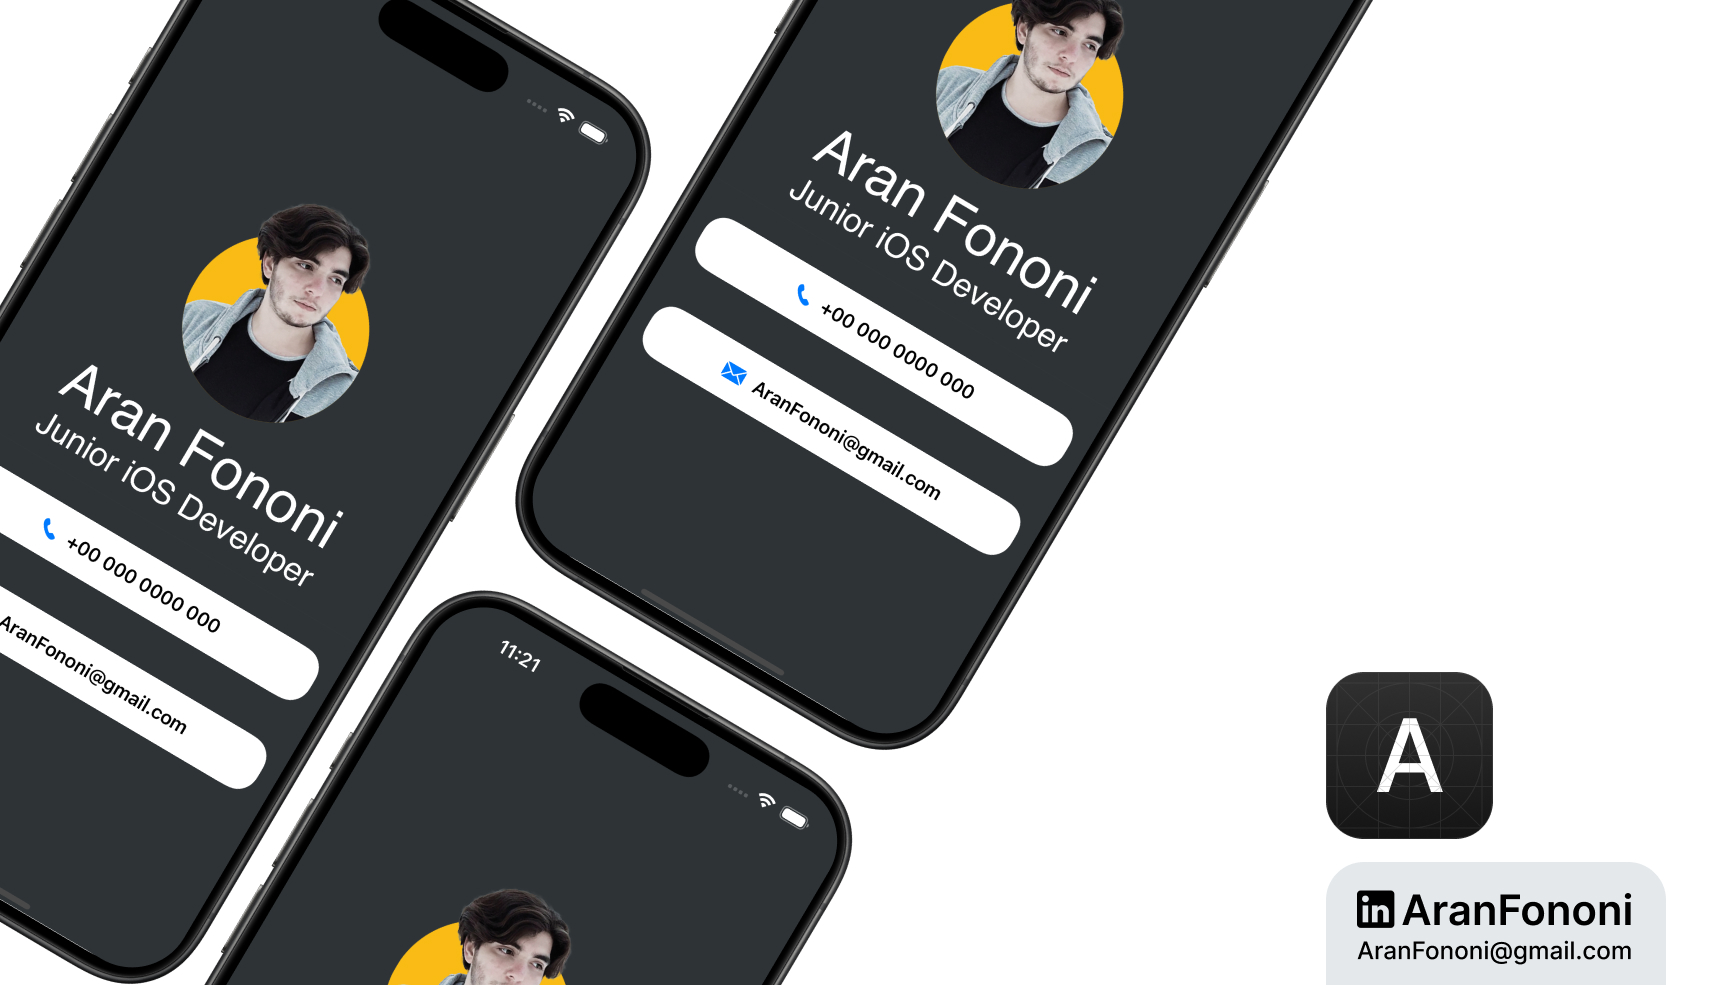 Aran Fononi
Junior iOS Developer
+00 000 0000 000
AranFononi@gmail.com
Aran Fononi
Junior iOS Developer
+00 000 0000 000
AranFononi@gmail.com
11:21
A
in AranFononi
AranFononi@gmail.com